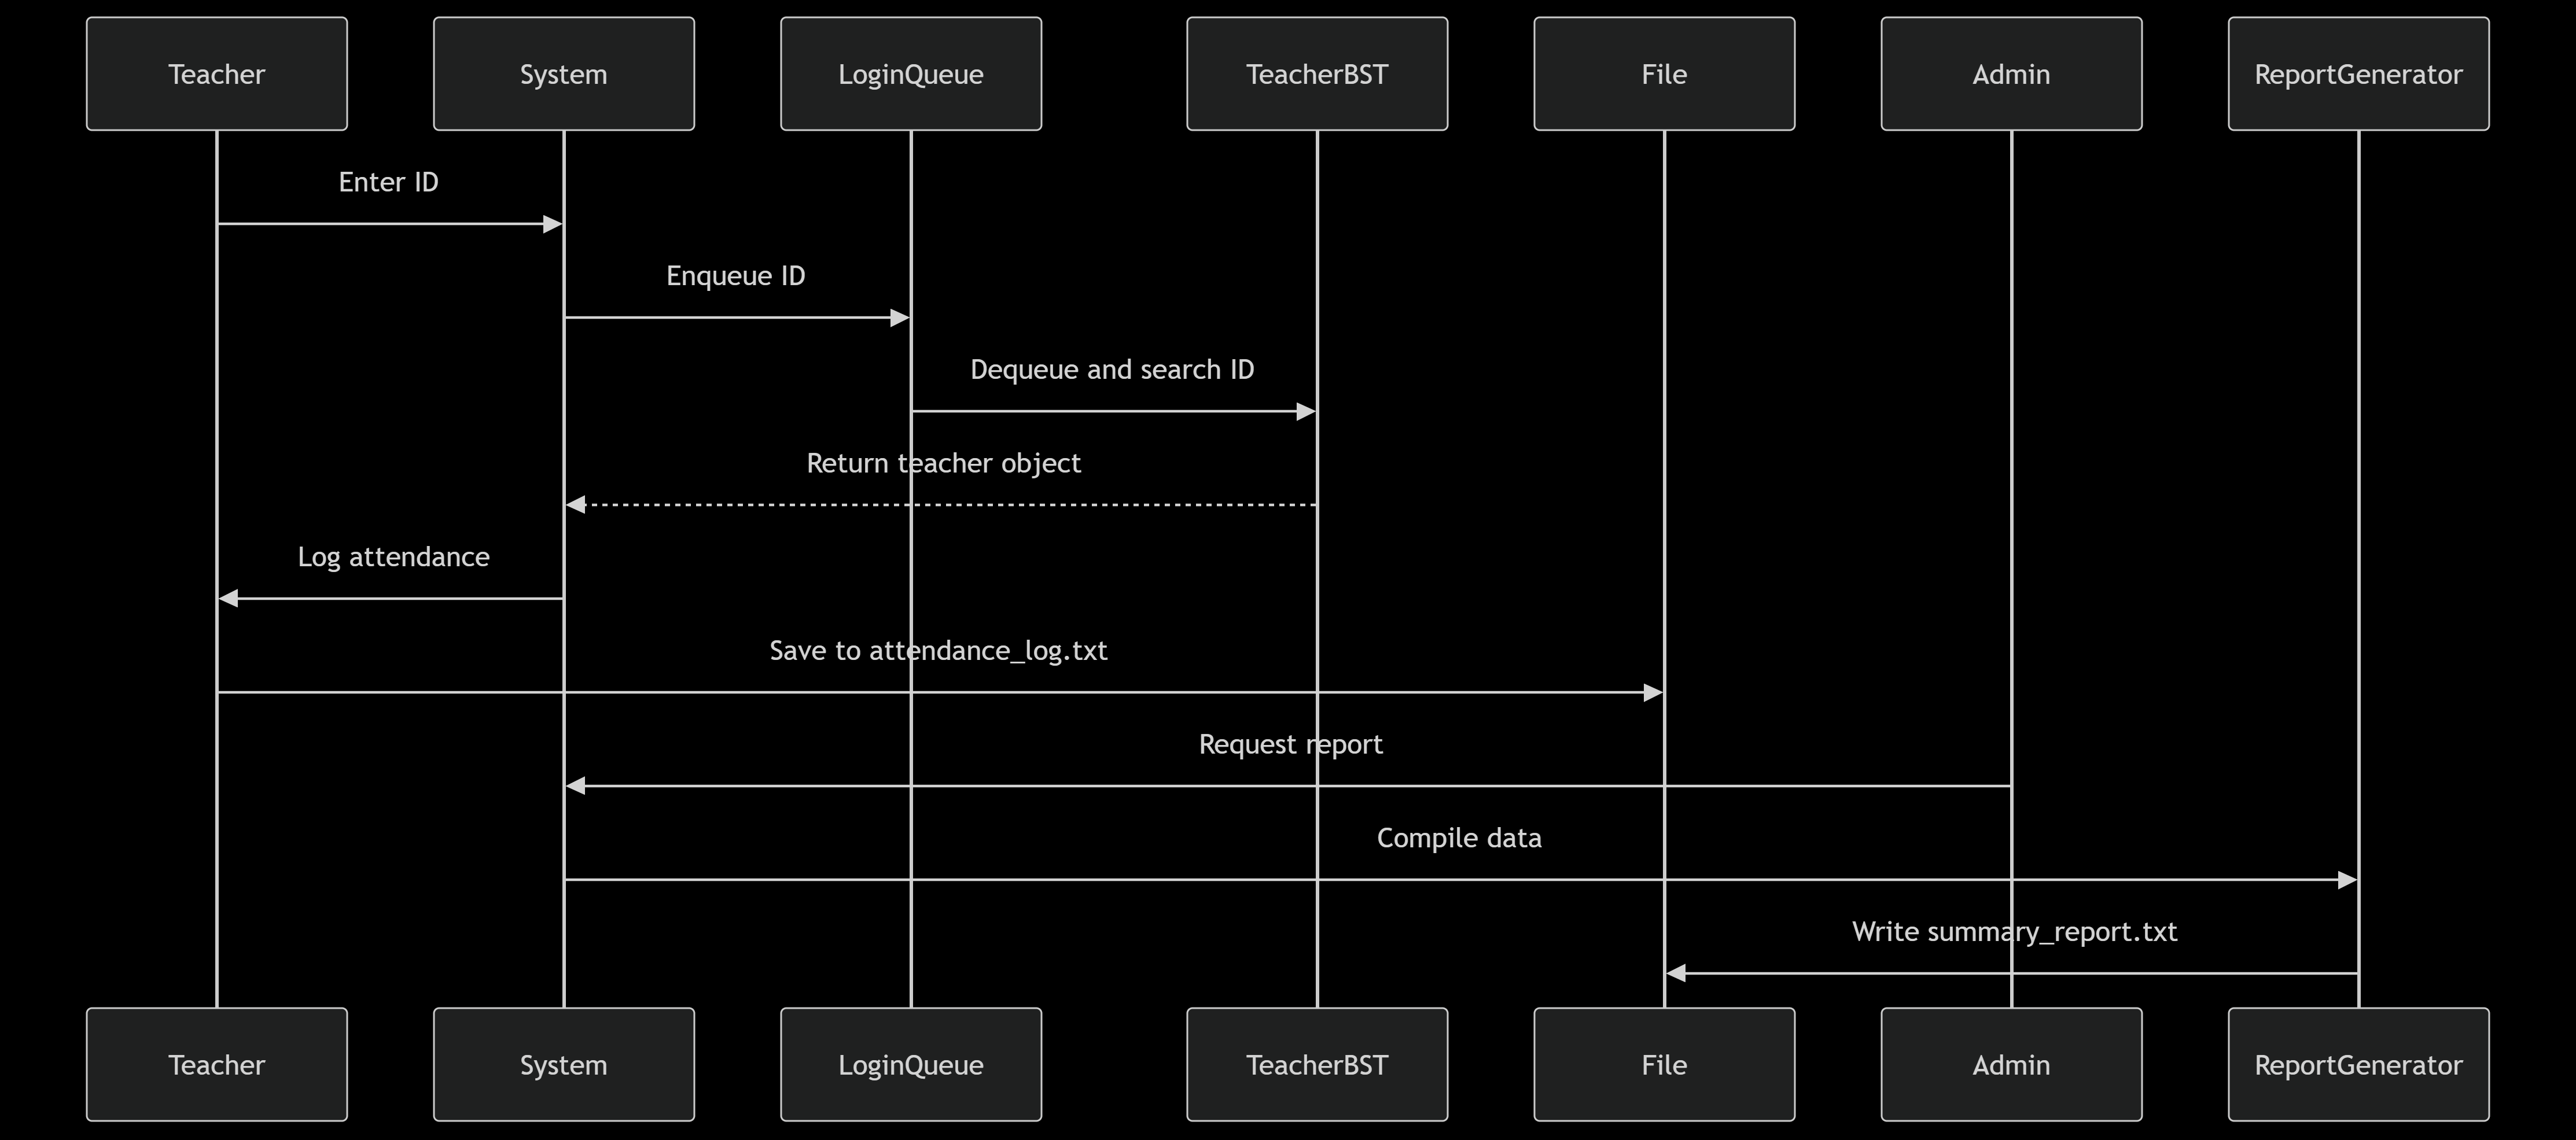 Teacher
System
LoginQueue
TeacherBST
File
Admin
ReportGenerator
Enter ID
Enqueue ID
Dequeue and search ID
Return teacher object
Log attendance
Save to attendance_log.txt
Request report
Compile data
Write summary_report.txt
Teacher
System
LoginQueue
TeacherBST
File
Admin
ReportGenerator